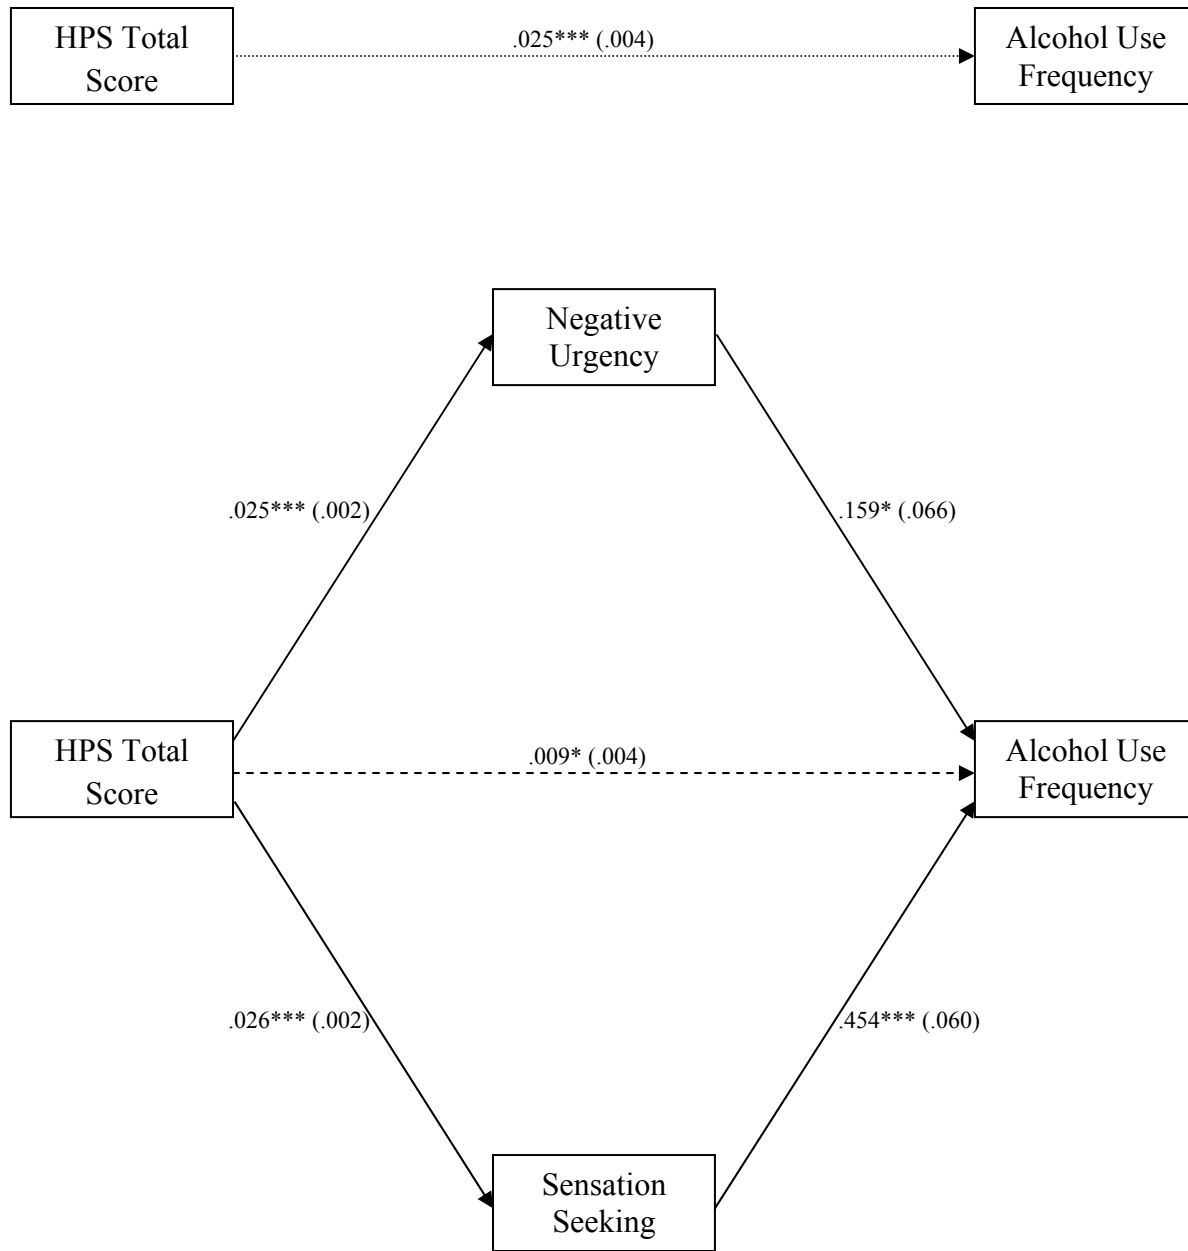 HPS Total
Score
.025*** (.004)
Alcohol Use
Frequency
Negative
Urgency
.025*** (.002)
.159* (.066)
HPS Total
Score
.009* (.004)
Alcohol Use
Frequency
.026*** (.002)
.454*** (.060)
Sensation
Seeking